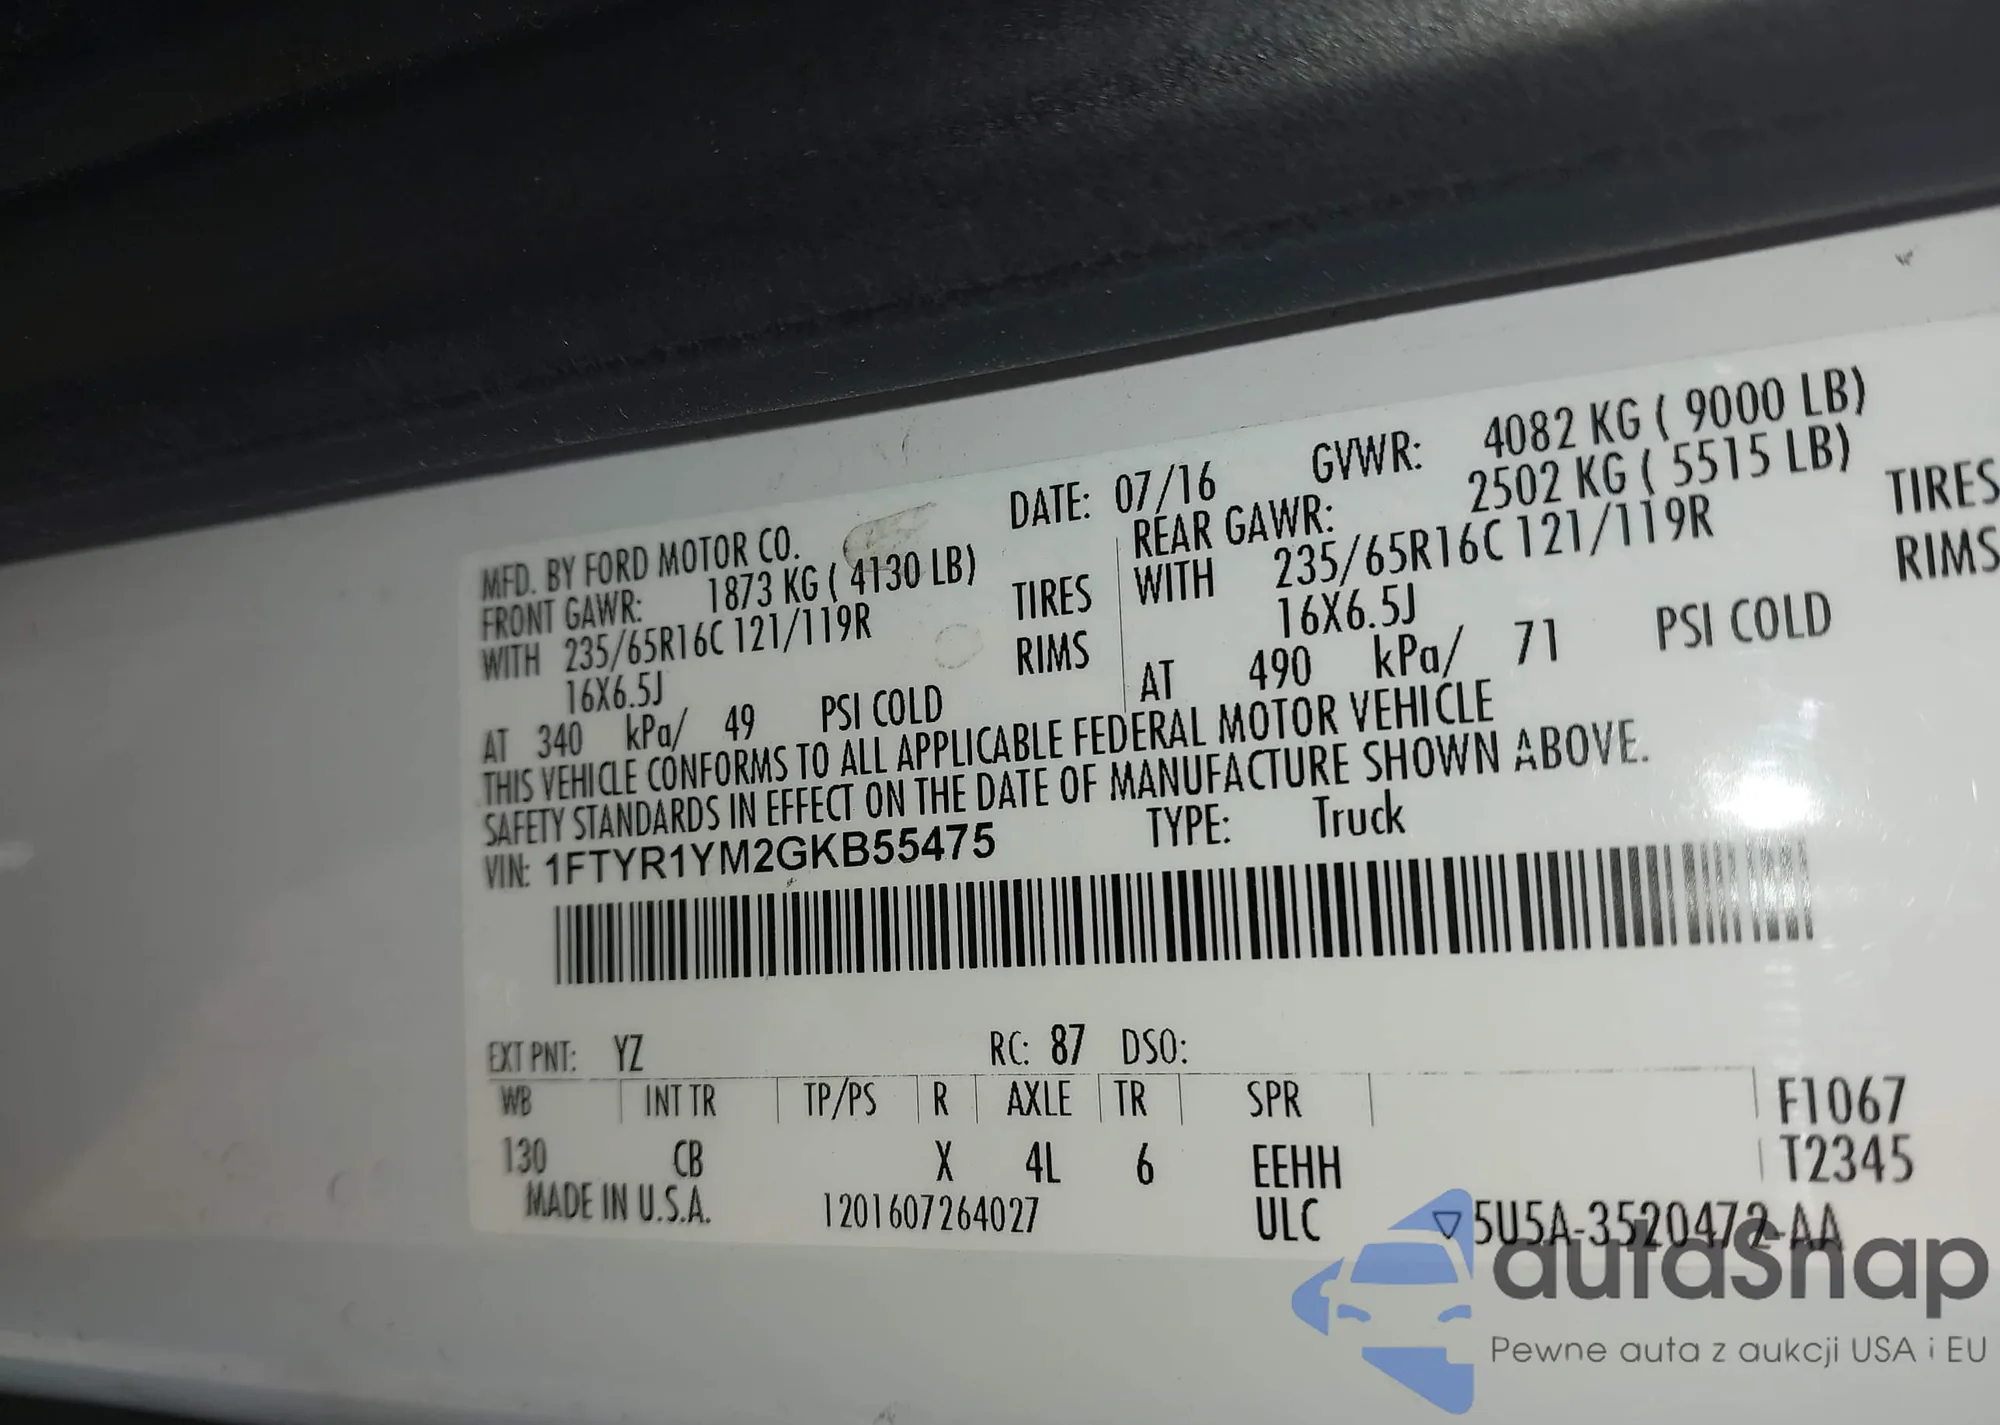 MFD. BY FORD MOTOR CO. DATE: 07/16 GVWR: 4082 KG ( 9000 LB)
FRONT GAWR: 1873 KG ( 4130 LB) REAR GAWR: 2502 KG ( 5515 LB)
WITH 235/65R16C 121/119R TIRES WITH 235/65R16C 121/119R TIRES
16X6.5J RIMS 16X6.5J RIMS
AT 340 kPa/ 49 PSI COLD AT 490 kPa/ 71 PSI COLD
THIS VEHICLE CONFORMS TO ALL APPLICABLE FEDERAL MOTOR VEHICLE
SAFETY STANDARDS IN EFFECT ON THE DATE OF MANUFACTURE SHOWN ABOVE.
VIN: 1FTYR1YM2GKB55475 TYPE: Truck
EXT PNT: YZ RC: 87 DSO:
WB INT TR TP/PS R AXLE TR SPR F1067
130 CB X 4L 6 EEHH T2345
MADE IN U.S.A. 1201607264027 ULC ▽5U5A-3520472-AA
autaSnap
Pewne auta z aukcji USA i EU